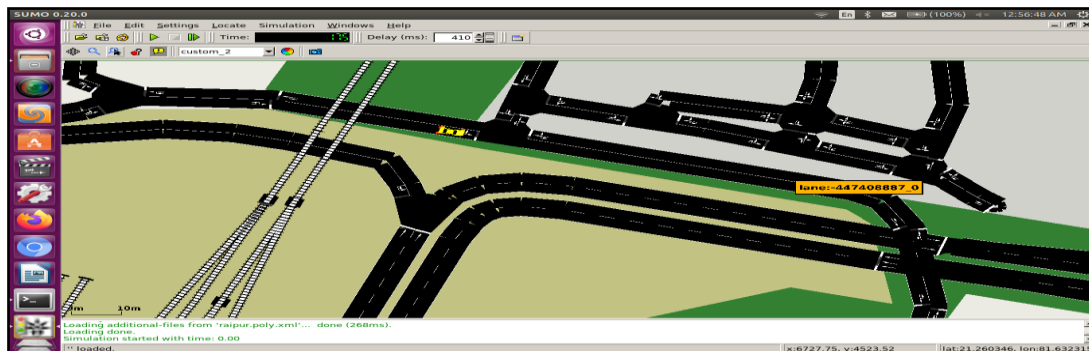 SUMO 0.20.0
En (100%) 12:56:48 AM
File Edit Settings Locate Simulation Windows Help
Time: 175 Delay (ms): 410
custom_2
lane:-447408887_0
10m
Loading additional-files from 'raipur.poly.xml'... done (268ms).
Loading done.
Simulation started with time: 0.00
'' loaded.
x:6727.75, y:4523.52
lat:21.260346, lon:81.63231